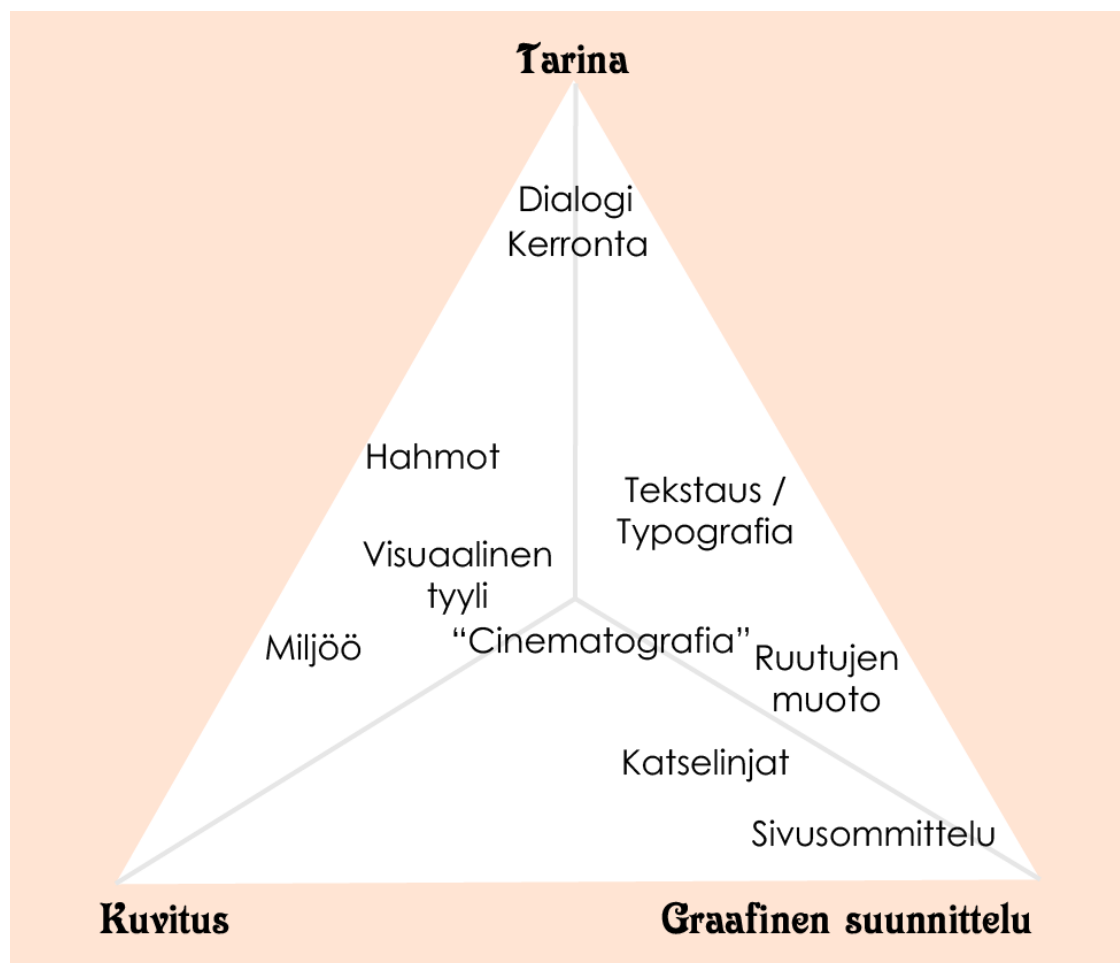 Tarina
Dialogi
Kerronta
Hahmot
Tekstaus /
Typografia
Visuaalinen
tyyli
Miljöö
“Cinematografia”
Ruutujen
muoto
Katselinjat
Sivusommittelu
Kuvitus
Graafinen suunnittelu